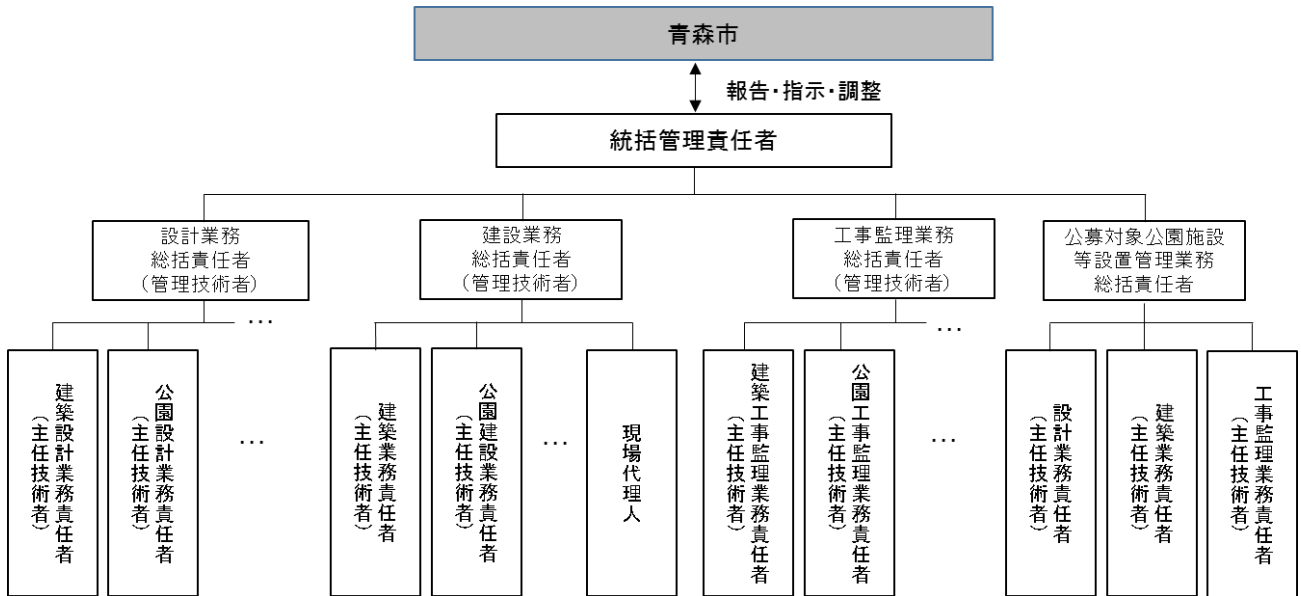 青森市
報告・指示・調整
統括管理責任者
設計業務
総括責任者
(管理技術者)
建設業務
総括責任者
(管理技術者)
工事監理業務
総括責任者
(管理技術者)
公募対象公園施設
等設置管理業務
総括責任者
…
…
建築設計業務責任者
(主任技術者)
公園設計業務責任者
(主任技術者)
…
建築業務責任者
(主任技術者)
公園建設業務責任者
(主任技術者)
…
現場代理人
建築工事監理業務責任者
(主任技術者)
公園工事監理業務責任者
(主任技術者)
…
設計業務責任者
(主任技術者)
建築業務責任者
(主任技術者)
工事監理業務責任者
(主任技術者)